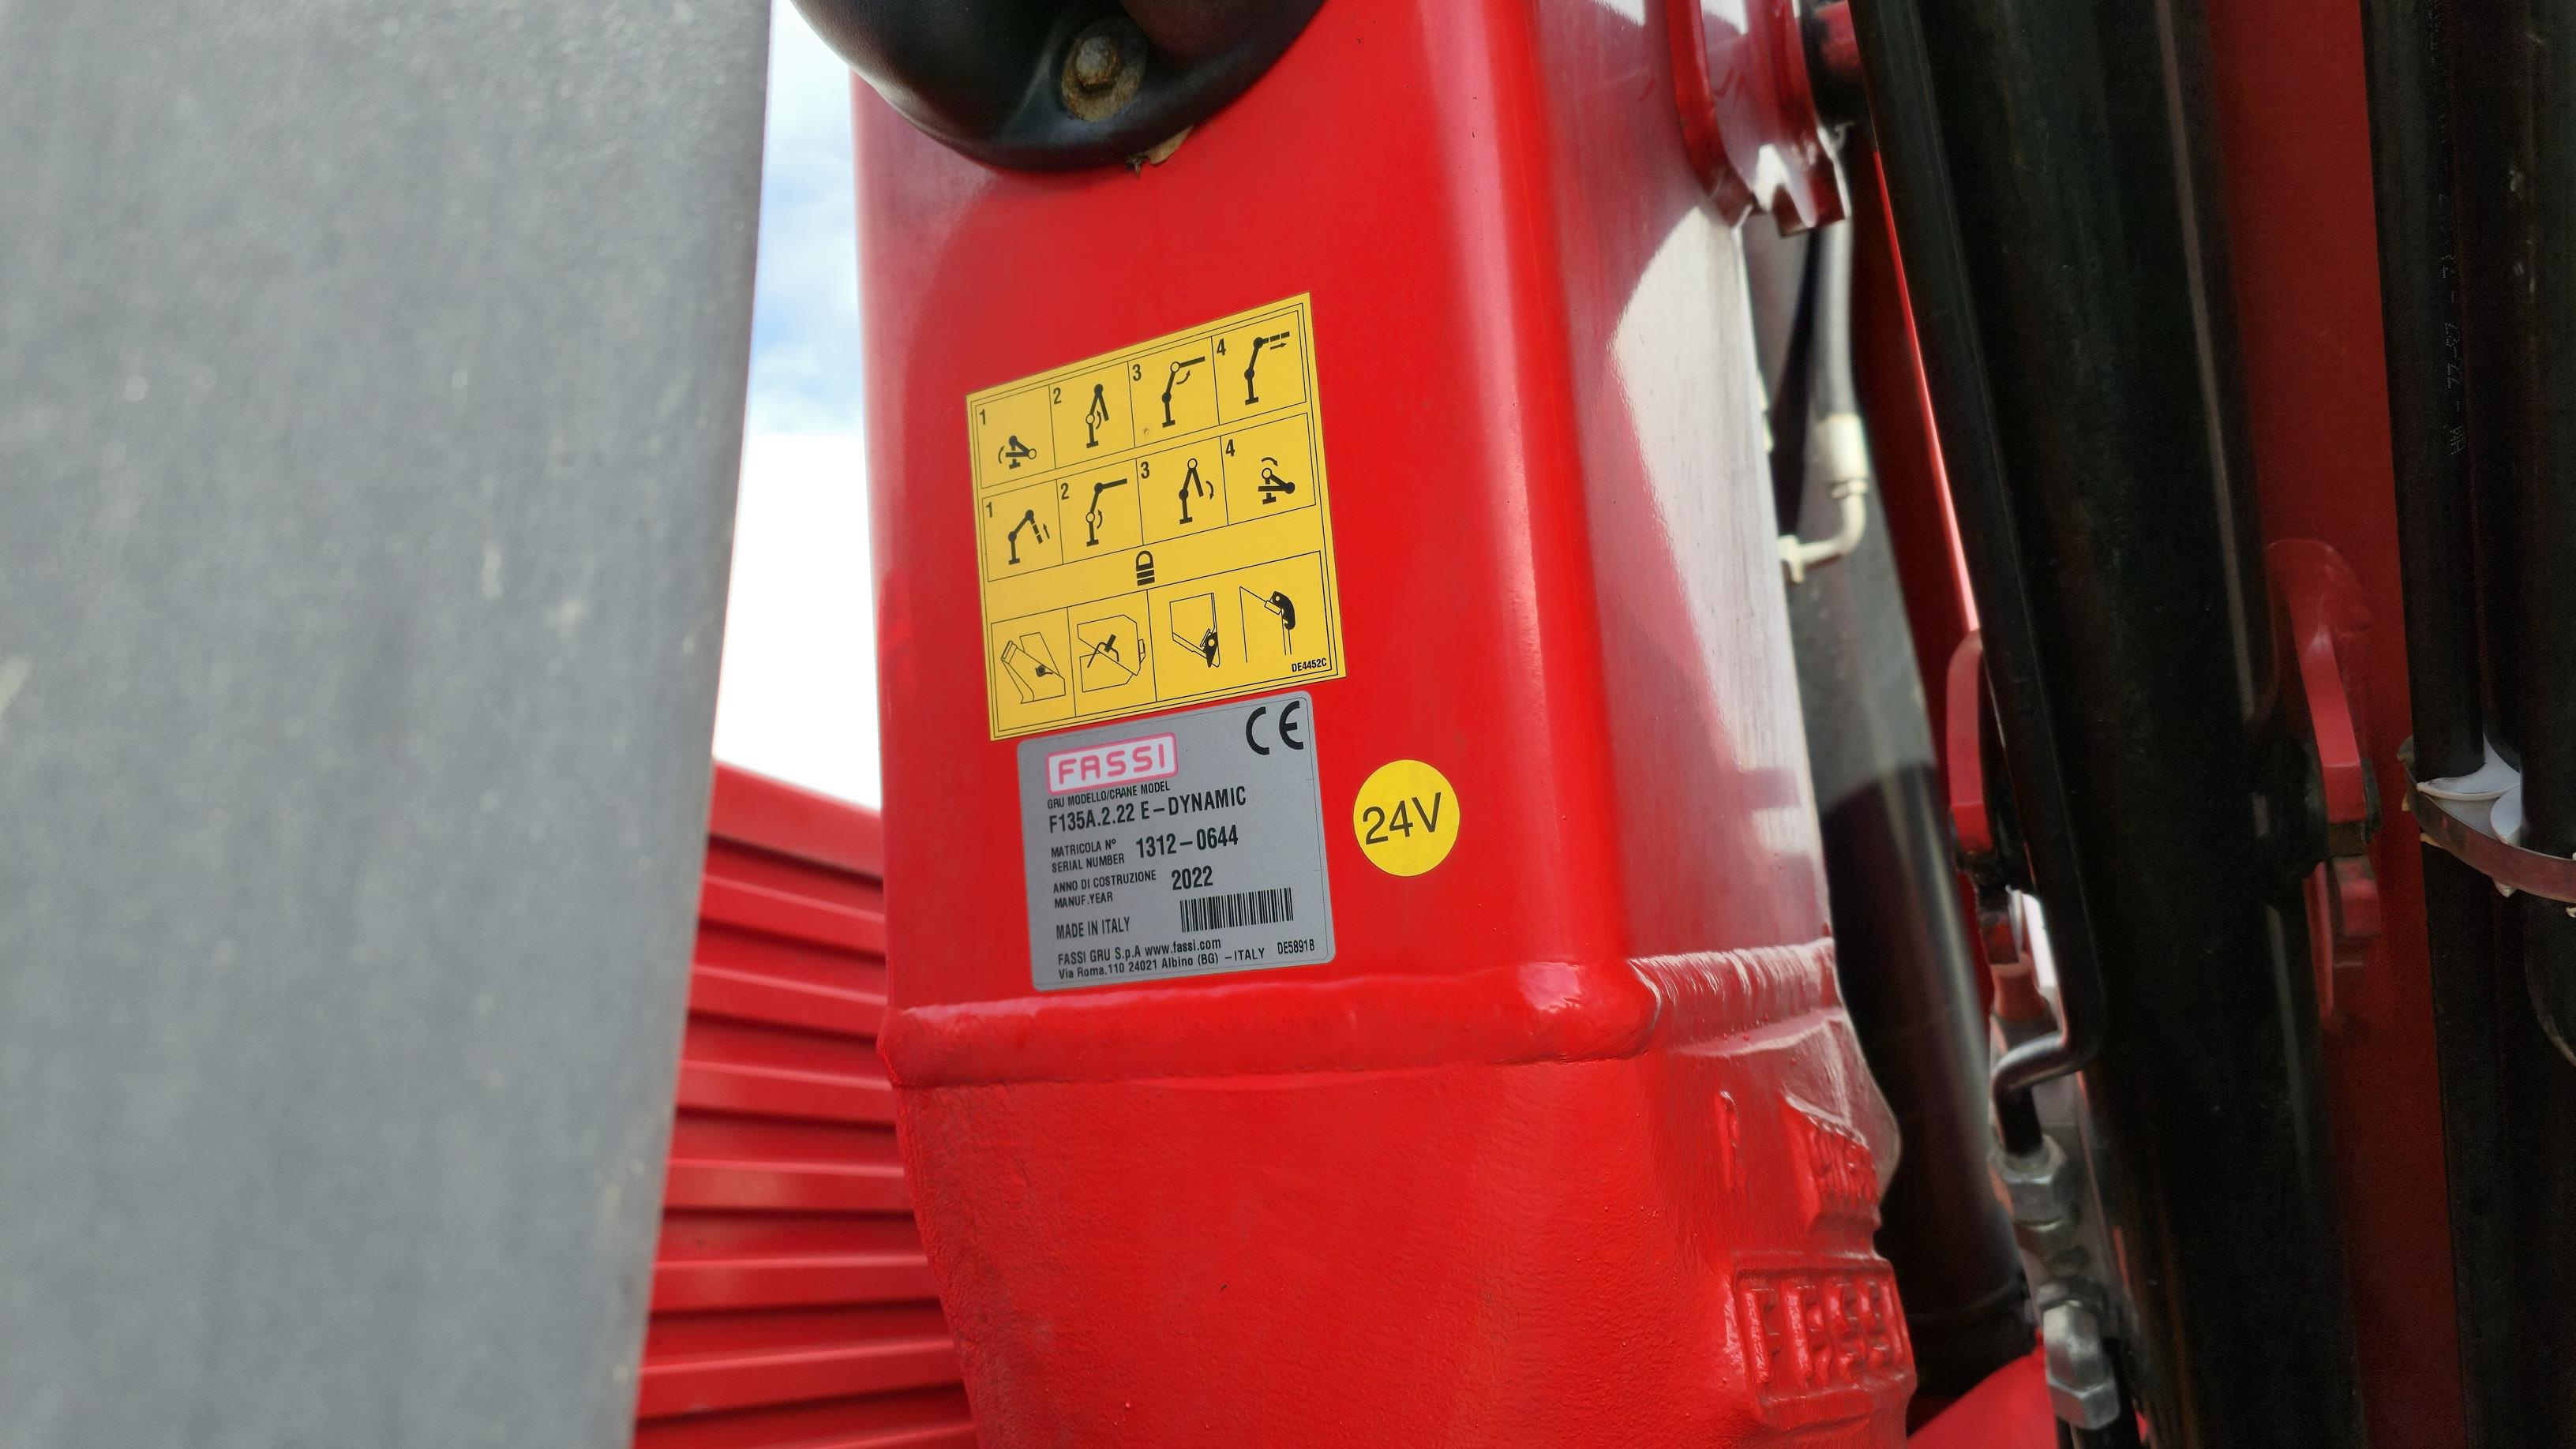 1 2 3 4
1 2 3 4
DE4452C
FASSI
CE
GRU MODELLO/CRANE MODEL
F135A.2.22 E-DYNAMIC
MATRICOLA N°
SERIAL NUMBER 1312-0644
ANNO DI COSTRUZIONE
MANUF.YEAR 2022
MADE IN ITALY
FASSI GRU S.p.A www.fassi.com
Via Roma,110 24021 Albino (BG) -ITALY DE5891B
24V
FASSI